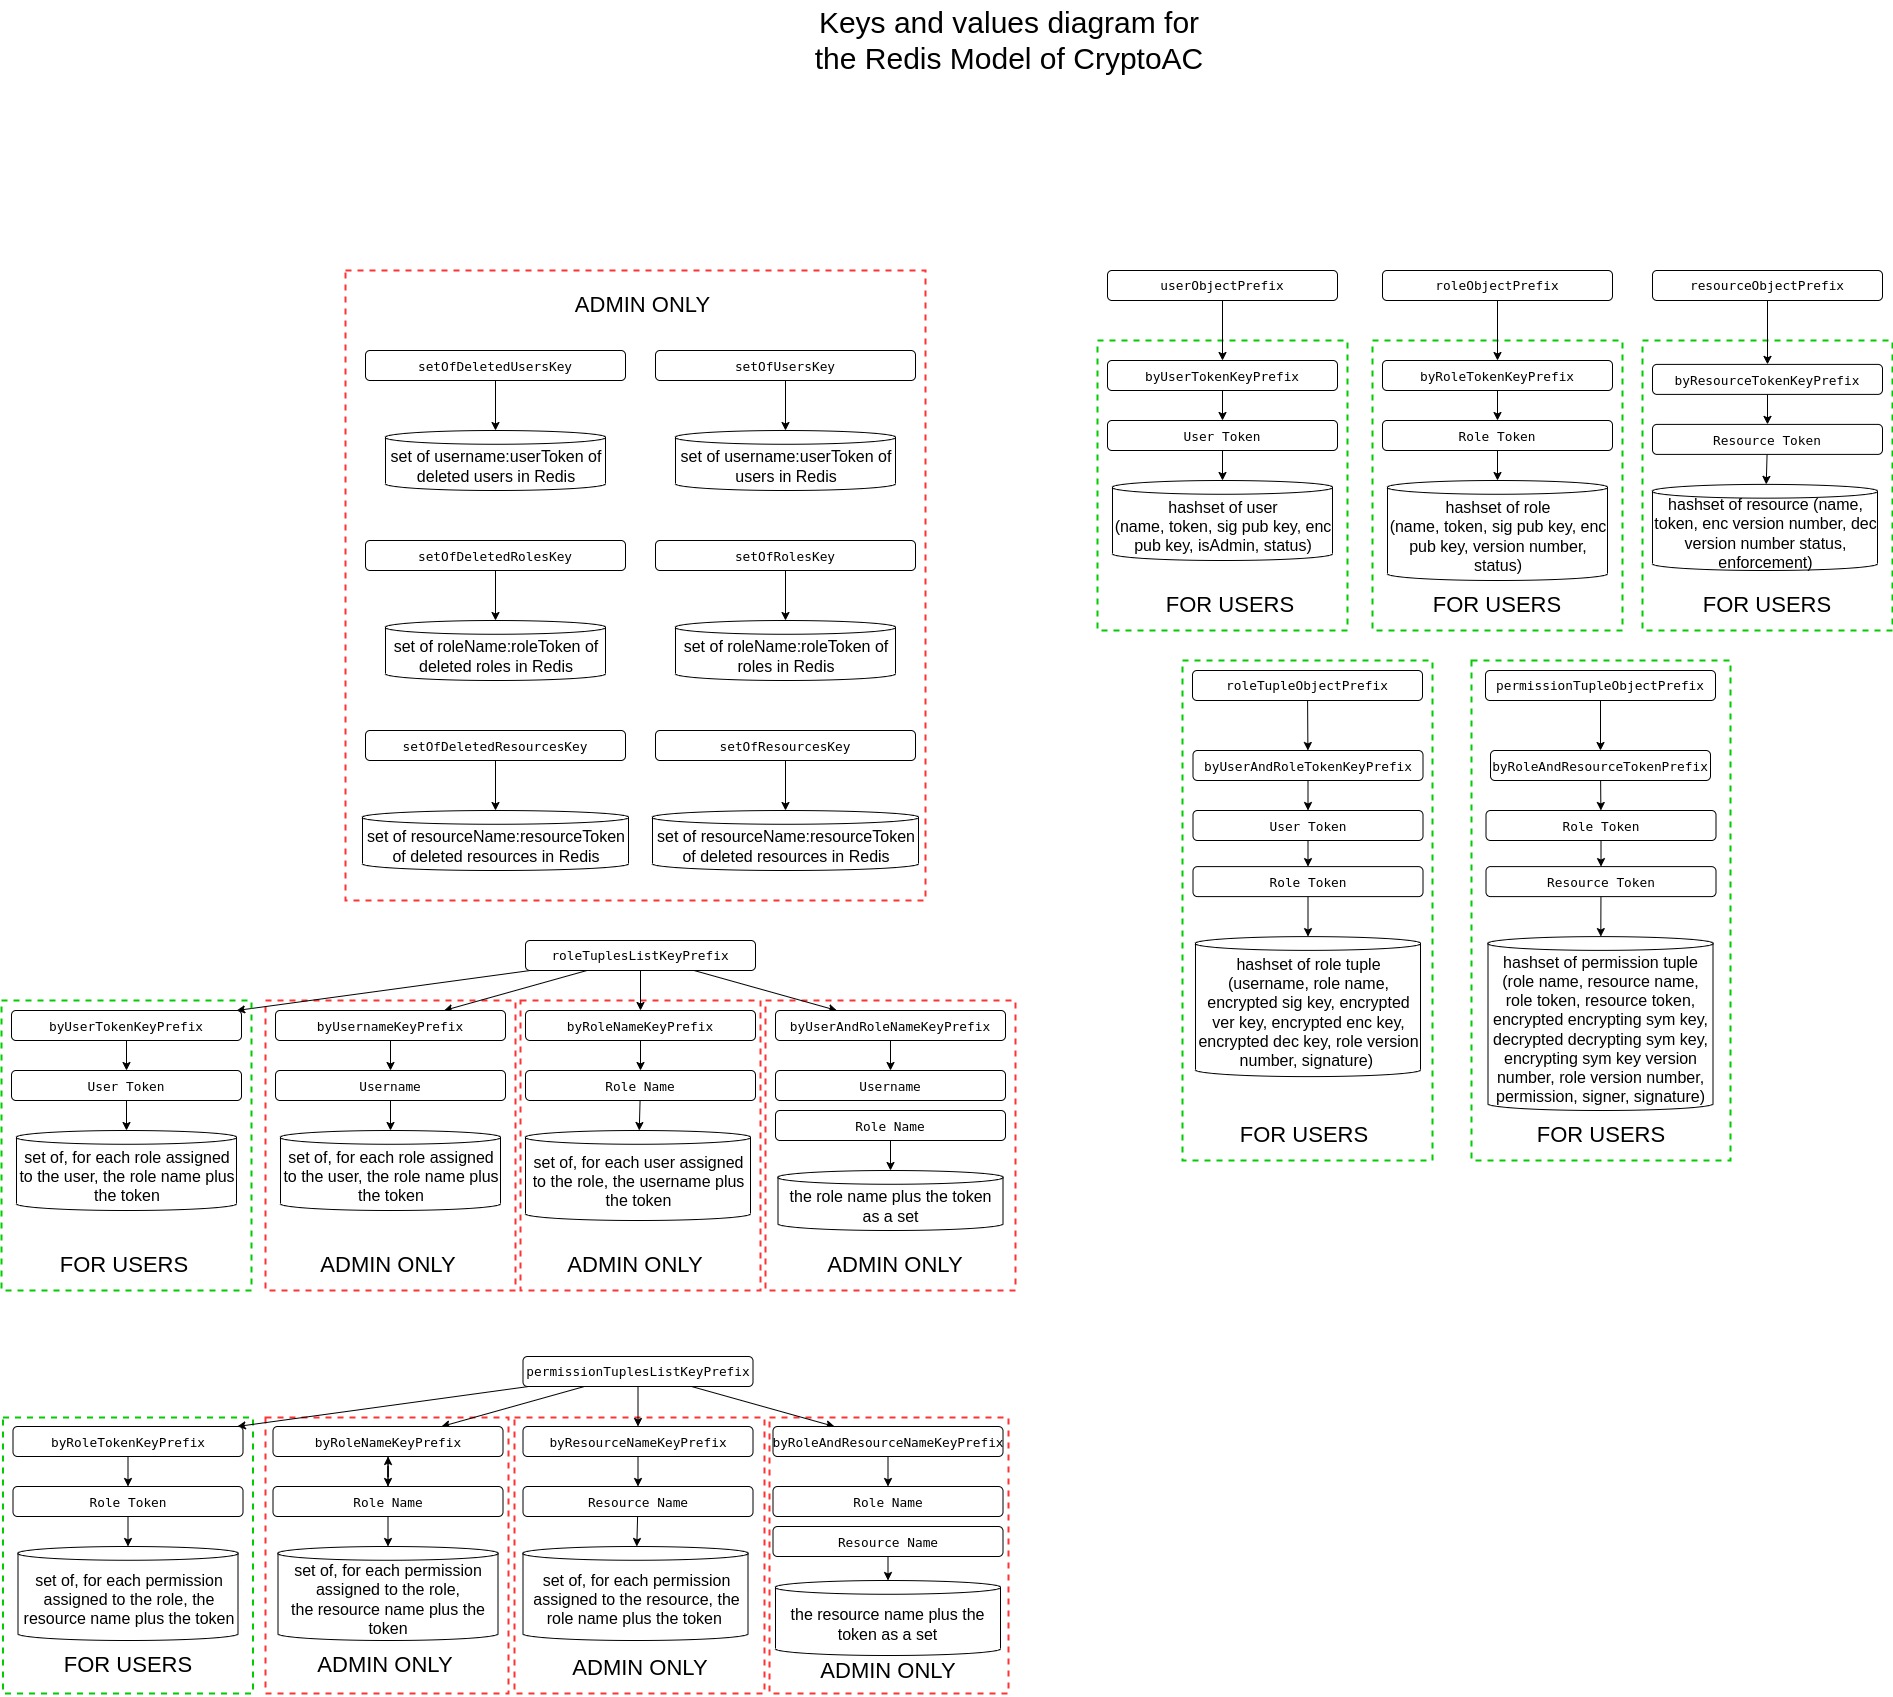 Keys and values diagram for
the Redis Model of CryptoAC
ADMIN ONLY
setOfDeletedUsersKey
setOfUsersKey
set of username:userToken of
deleted users in Redis
set of username:userToken of
users in Redis
setOfDeletedRolesKey
setOfRolesKey
set of roleName:roleToken of
deleted roles in Redis
set of roleName:roleToken of
roles in Redis
setOfDeletedResourcesKey
setOfResourcesKey
set of resourceName:resourceToken
of deleted resources in Redis
set of resourceName:resourceToken
of deleted resources in Redis
userObjectPrefix
byUserTokenKeyPrefix
User Token
hashset of user
(name, token, sig pub key, enc
pub key, isAdmin, status)
FOR USERS
roleObjectPrefix
byRoleTokenKeyPrefix
Role Token
hashset of role
(name, token, sig pub key, enc
pub key, version number,
status)
FOR USERS
resourceObjectPrefix
byResourceTokenKeyPrefix
Resource Token
hashset of resource (name,
token, enc version number, dec
version number status,
enforcement)
FOR USERS
roleTupleObjectPrefix
byUserAndRoleTokenKeyPrefix
User Token
Role Token
hashset of role tuple
(username, role name,
encrypted sig key, encrypted
ver key, encrypted enc key,
encrypted dec key, role version
number, signature)
FOR USERS
permissionTupleObjectPrefix
byRoleAndResourceTokenPrefix
Role Token
Resource Token
hashset of permission tuple
(role name, resource name,
role token, resource token,
encrypted encrypting sym key,
decrypted decrypting sym key,
encrypting sym key version
number, role version number,
permission, signer, signature)
FOR USERS
roleTuplesListKeyPrefix
byUserTokenKeyPrefix
User Token
set of, for each role assigned
to the user, the role name plus
the token
FOR USERS
byUsernameKeyPrefix
Username
set of, for each role assigned
to the user, the role name plus
the token
ADMIN ONLY
byRoleNameKeyPrefix
Role Name
set of, for each user assigned
to the role, the username plus
the token
ADMIN ONLY
byUserAndRoleNameKeyPrefix
Username
Role Name
the role name plus the token
as a set
ADMIN ONLY
permissionTuplesListKeyPrefix
byRoleTokenKeyPrefix
Role Token
set of, for each permission
assigned to the role, the
resource name plus the token
FOR USERS
byRoleNameKeyPrefix
Role Name
set of, for each permission
assigned to the role,
the resource name plus the
token
ADMIN ONLY
byResourceNameKeyPrefix
Resource Name
set of, for each permission
assigned to the resource, the
role name plus the token
ADMIN ONLY
byRoleAndResourceNameKeyPrefix
Role Name
Resource Name
the resource name plus the
token as a set
ADMIN ONLY